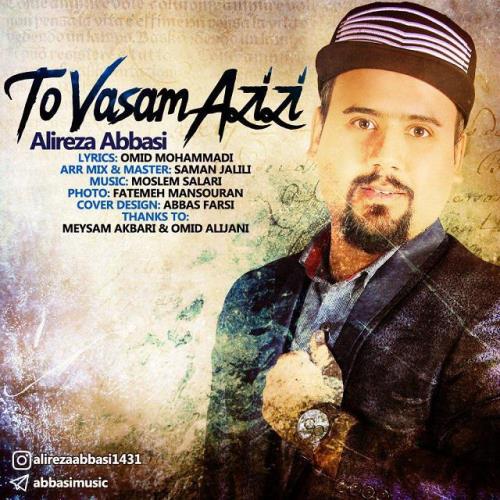 To Vasam Azizi
Alireza Abbasi
LYRICS: OMID MOHAMMADI
ARR MIX & MASTER: SAMAN JALILI
MUSIC: MOSLEM SALARI
PHOTO: FATEMEH MANSOURAN
COVER DESIGN: ABBAS FARSI
THANKS TO:
MEYSAM AKBARI & OMID ALIJANI
alirezaabbasi1431
abbasimusic